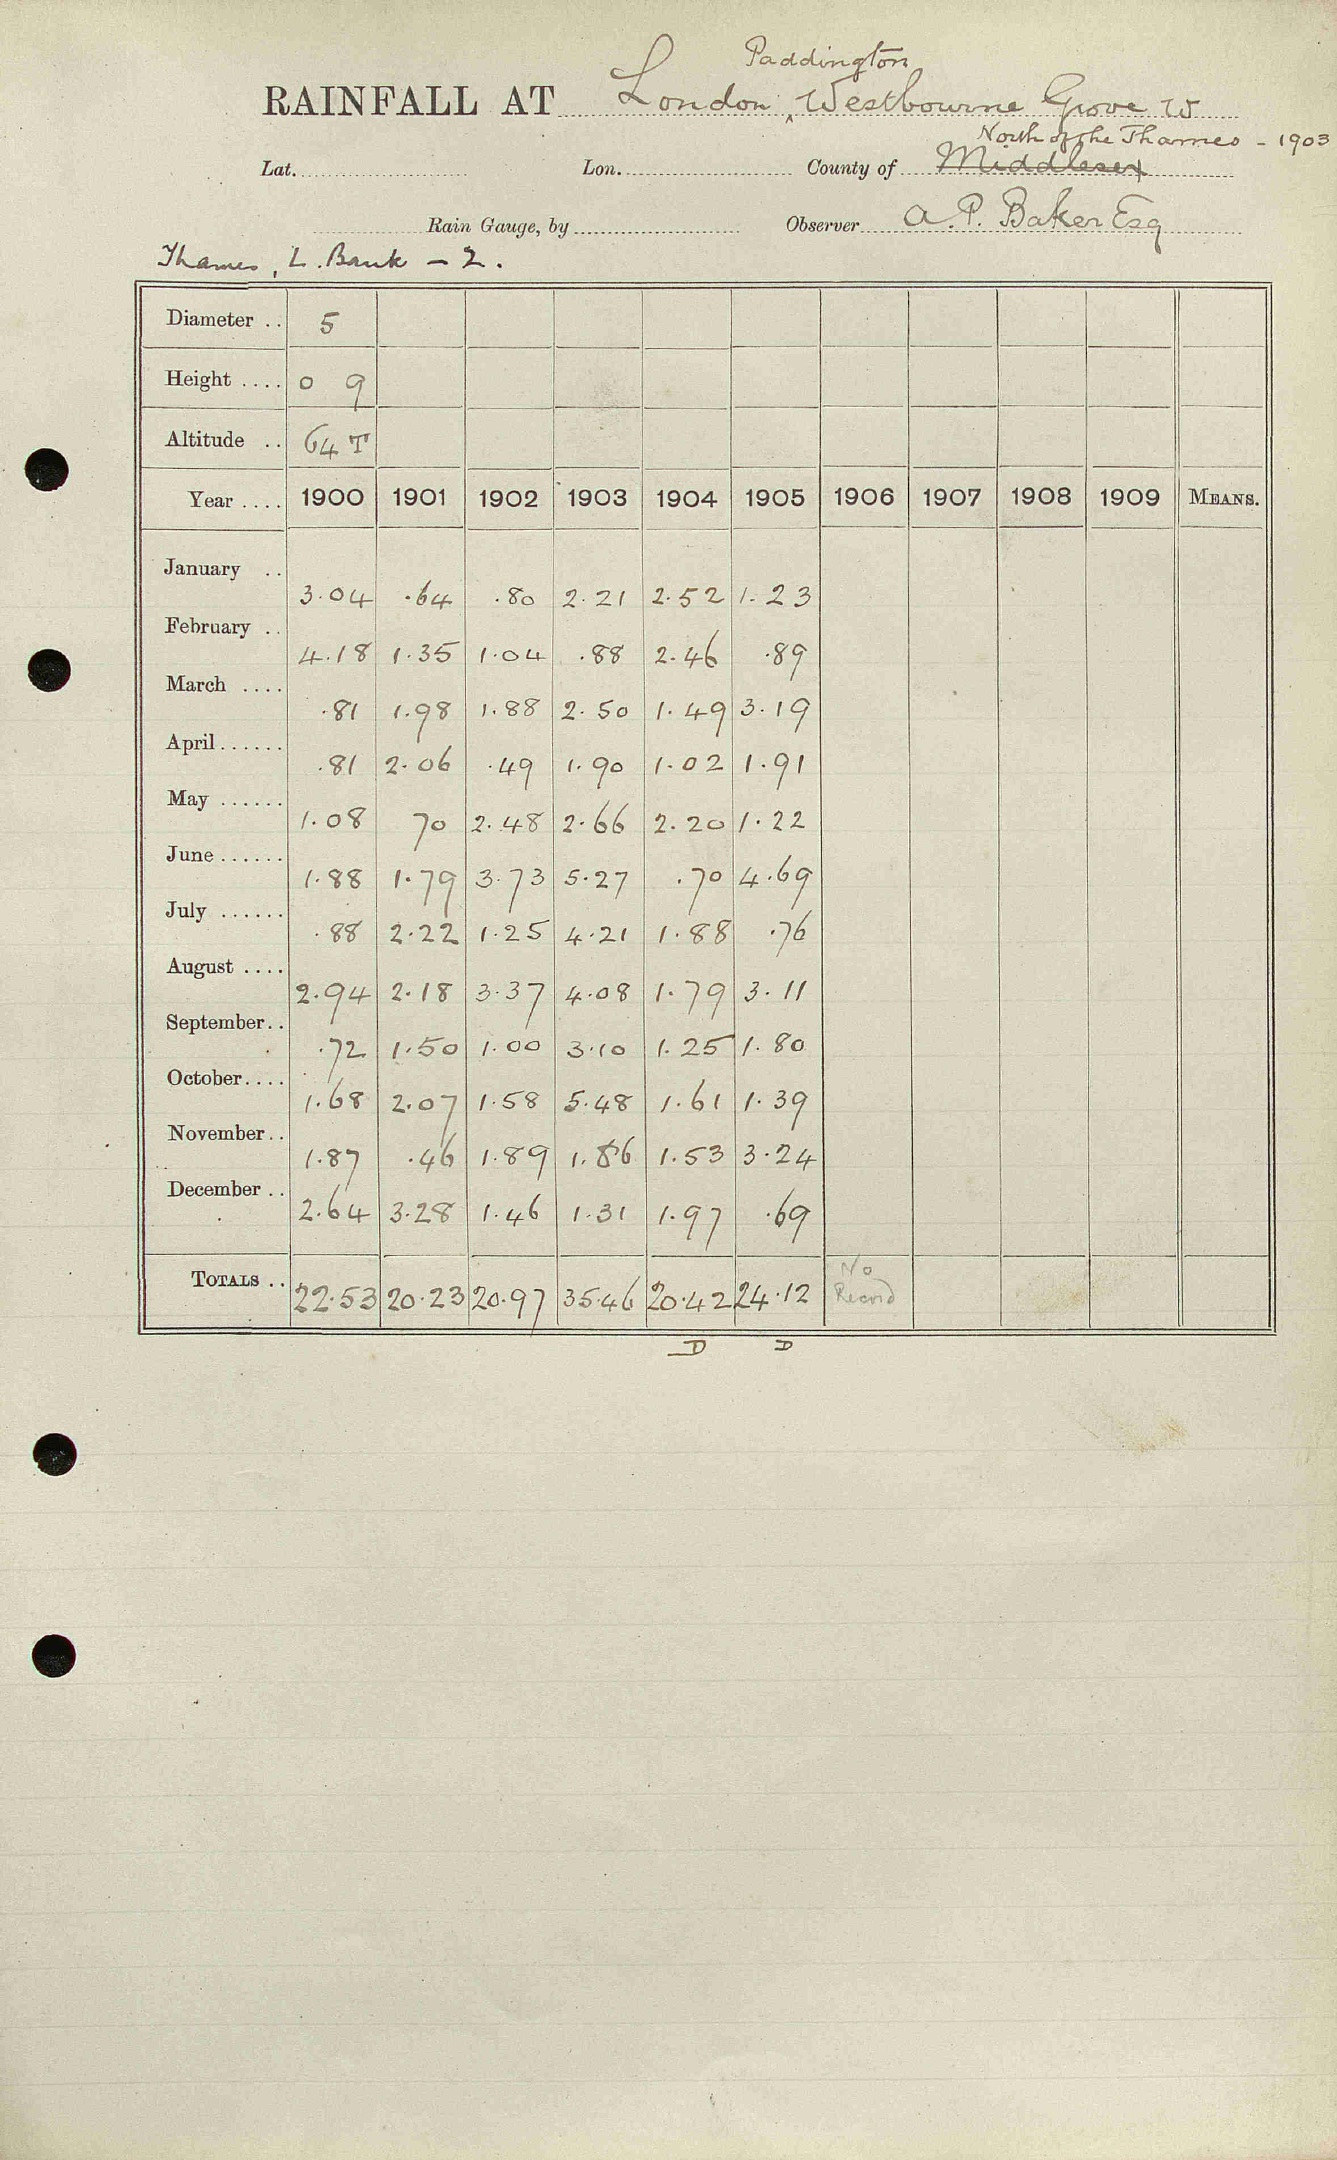 Paddington
RAINFALL AT London, Westbourne Grove W
North of the Thames - 1903
Lat. Lon. County of Middlesex
Rain Gauge, by Observer A. P. Baker Esq
Thames, L. Bank - 2.
Diameter .. 5
Height .... 0 9
Altitude .. 64 T
Year .... 1900 1901 1902 1903 1904 1905 1906 1907 1908 1909 MEANS.
January .. 3.04 .64 .80 2.21 2.52 1.23
February .. 4.18 1.35 1.04 .88 2.46 .89
March .... .81 1.98 1.88 2.50 1.49 3.19
April...... .81 2.06 .49 1.90 1.02 1.91
May ...... 1.08 70 2.48 2.66 2.20 1.22
June...... 1.88 1.79 3.73 5.27 .70 4.69
July ...... .88 2.22 1.25 4.21 1.88 .76
August .... 2.94 2.18 3.37 4.08 1.79 3.11
September.. .72 1.50 1.00 3.10 1.25 1.80
October.... 1.68 2.07 1.58 5.48 1.61 1.39
November.. 1.87 .46 1.89 1.86 1.53 3.24
December .. 2.64 3.28 1.46 1.31 1.97 .69
TOTALS .. 22.53 20.23 20.97 35.46 20.42 24.12 No Record
D D